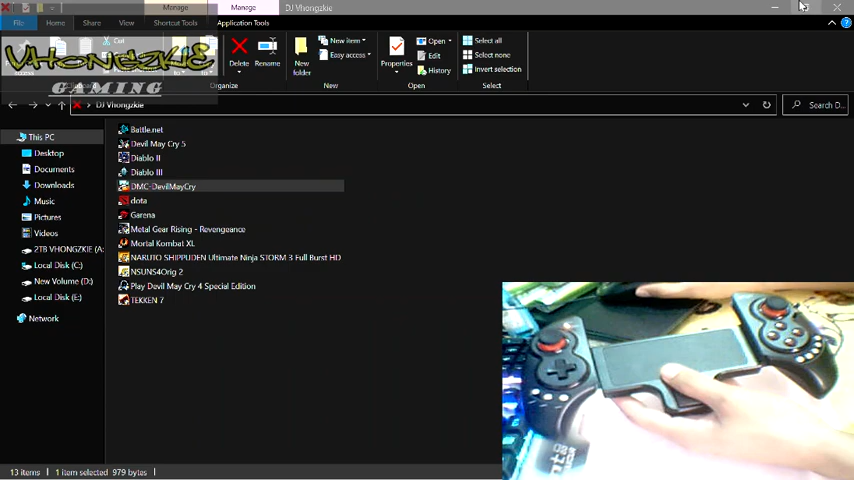 Manage
Manage
DJ Vhongzkie
File
Home
Share
View
Shortcut Tools
Application Tools
VHONGZKIE
GAMING
Cut
Delete
Rename
New folder
New item
Easy access
Properties
Open
Edit
History
Select all
Select none
Invert selection
Organize
New
Open
Select
DJ Vhongzkie
Search D...
This PC
Desktop
Documents
Downloads
Music
Pictures
Videos
2TB VHONGZKIE (A:
Local Disk (C:)
New Volume (D:)
Local Disk (E:)
Network
Battle.net
Devil May Cry 5
Diablo II
Diablo III
DMC-DevilMayCry
dota
Garena
Metal Gear Rising - Revengeance
Mortal Kombat XL
NARUTO SHIPPUDEN Ultimate Ninja STORM 3 Full Burst HD
NSUNS4Orig 2
Play Devil May Cry 4 Special Edition
TEKKEN 7
13 items
1 item selected 979 bytes